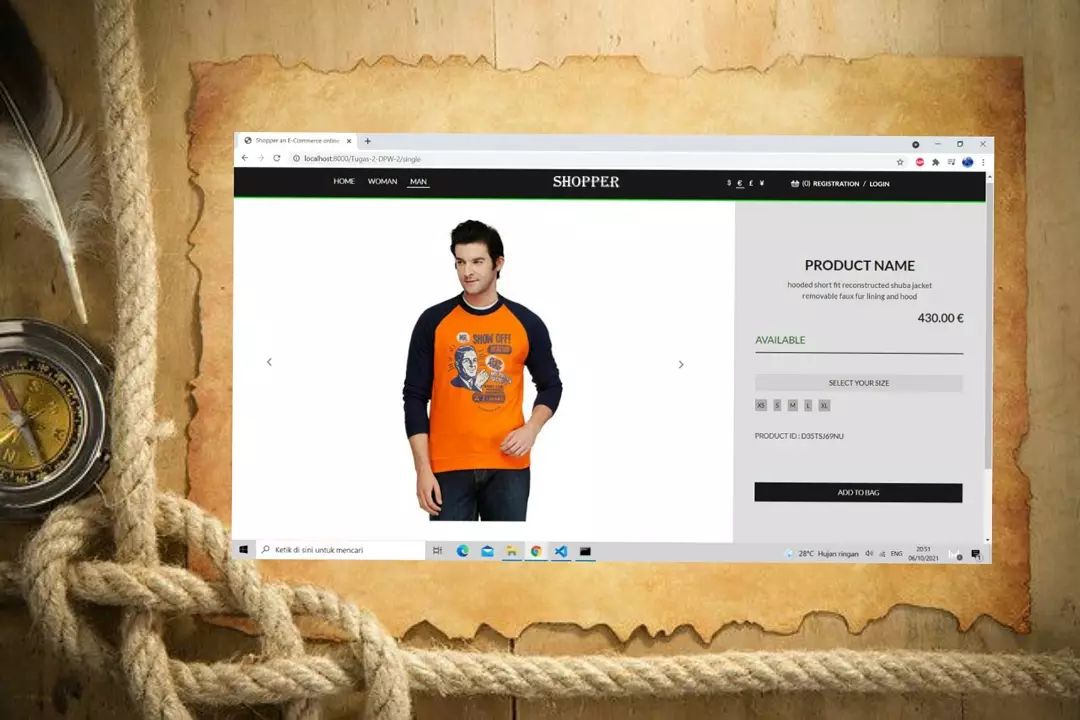 Shopper an E-Commerce online
localhost:8000/Tugas-2-DPW-2/single
HOME WOMAN MAN
SHOPPER
$ € £ ¥
(0) REGISTRATION / LOGIN
MR. SHOW OFF!
PRODUCT NAME
hooded short fit reconstructed shuba jacket
removable faux fur lining and hood
430.00 €
AVAILABLE
SELECT YOUR SIZE
XS S M L XL
PRODUCT ID : D35TSJ69NU
ADD TO BAG
Ketik di sini untuk mencari
28°C Hujan ringan ENG
20:51
06/10/2021
N